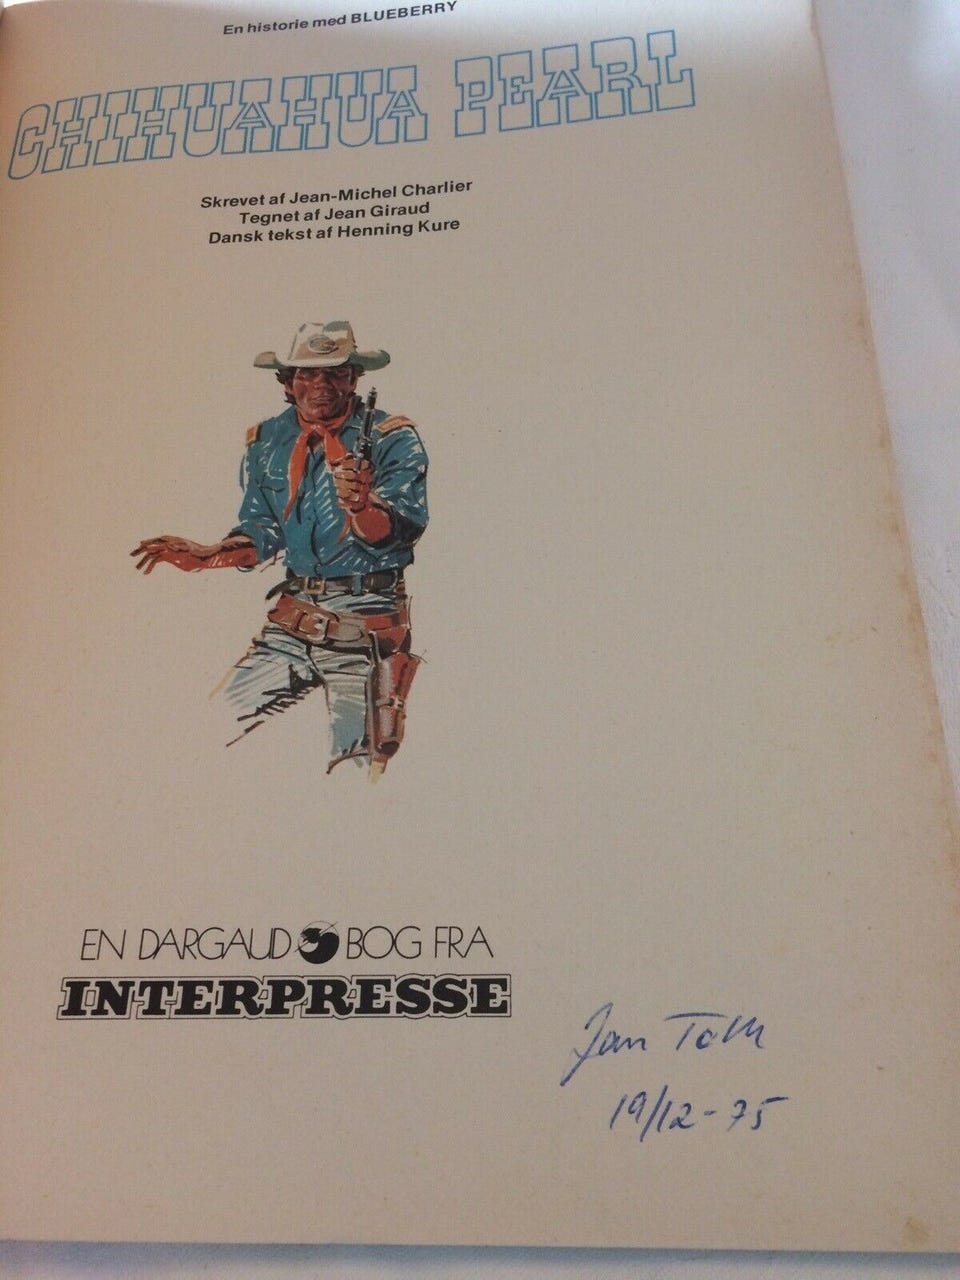 En historie med BLUEBERRY
CHIHUAHUA PEARL
Skrevet af Jean-Michel Charlier
Tegnet af Jean Giraud
Dansk tekst af Henning Kure
EN DARGAUD BOG FRA
INTERPRESSE
Jan
19/12-75